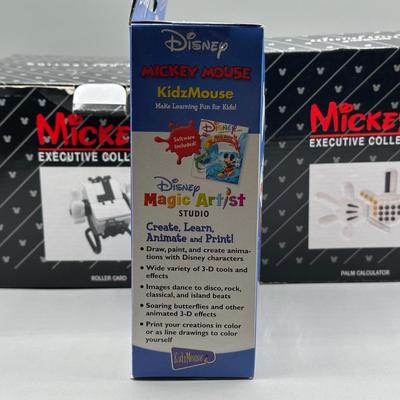 Disney
MICKEY MOUSE
KidzMouse
Make Learning Fun for Kids!
Software
Included!
Disney
Disney
Magic Artist
STUDIO
Create, Learn,
Animate and Print!
• Draw, paint, and create anima-
tions with Disney characters
• Wide variety of 3-D tools and
effects
• Images dance to disco, rock,
classical, and island beats
• Soaring butterflies and other
animated 3-D effects
• Print your creations in color
or as line drawings to color
yourself
KidzMouse
MICKEY
EXECUTIVE COLLE
ROLLER CARD
MICKE
EXECUTIVE COLLE
PALM CALCULATOR